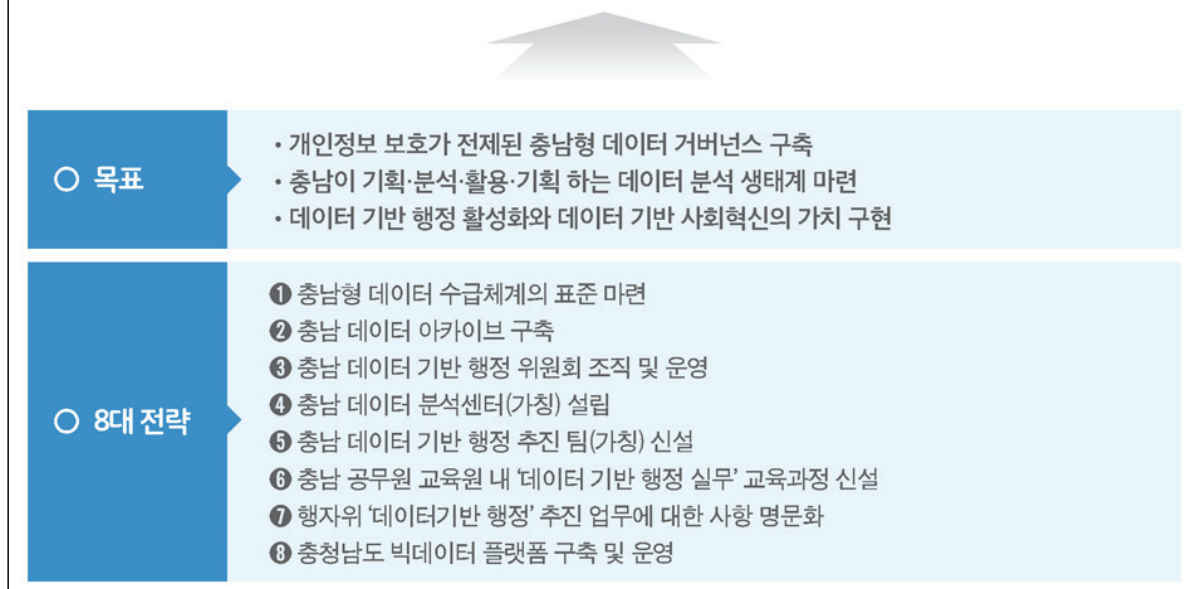 ○ 목표
• 개인정보 보호가 전제된 충남형 데이터 거버넌스 구축
• 충남이 기획·분석·활용·기획 하는 데이터 분석 생태계 마련
• 데이터 기반 행정 활성화와 데이터 기반 사회혁신의 가치 구현
○ 8대 전략
❶ 충남형 데이터 수급체계의 표준 마련
❷ 충남 데이터 아카이브 구축
❸ 충남 데이터 기반 행정 위원회 조직 및 운영
❹ 충남 데이터 분석센터(가칭) 설립
❺ 충남 데이터 기반 행정 추진 팀(가칭) 신설
❻ 충남 공무원 교육원 내 ‘데이터 기반 행정 실무’ 교육과정 신설
❼ 행자위 ‘데이터기반 행정’ 추진 업무에 대한 사항 명문화
❽ 충청남도 빅데이터 플랫폼 구축 및 운영